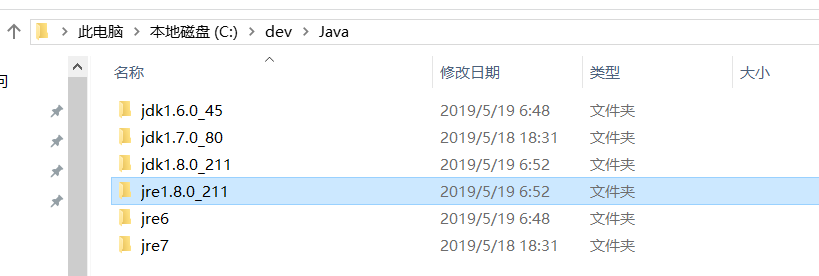 此电脑 本地磁盘 (C:) dev Java
名称 修改日期 类型 大小
问
jdk1.6.0_45 2019/5/19 6:48 文件夹
jdk1.7.0_80 2019/5/18 18:31 文件夹
jdk1.8.0_211 2019/5/19 6:52 文件夹
jre1.8.0_211 2019/5/19 6:52 文件夹
jre6 2019/5/19 6:48 文件夹
jre7 2019/5/18 18:31 文件夹